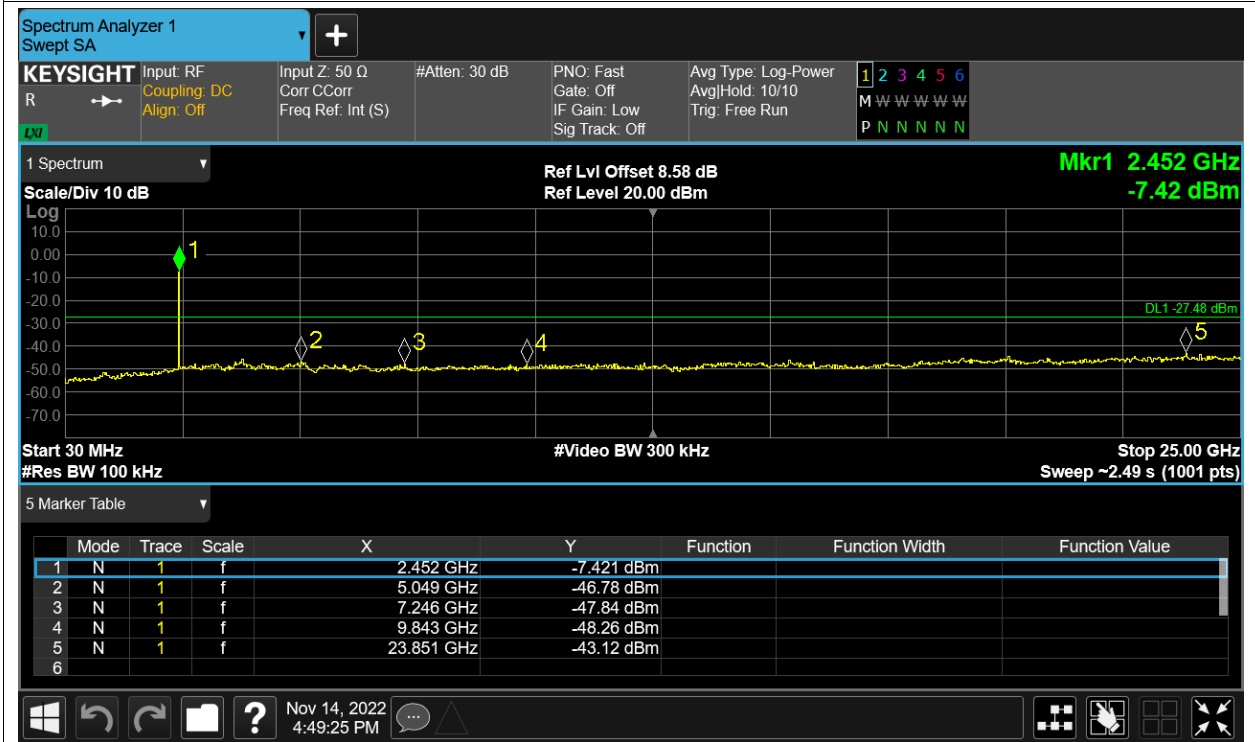 Spectrum Analyzer 1
Swept SA
KEYSIGHT
R
LXI
Input: RF
Coupling: DC
Align: Off
Input Z: 50 Ω
Corr CCorr
Freq Ref: Int (S)
#Atten: 30 dB
PNO: Fast
Gate: Off
IF Gain: Low
Sig Track: Off
Avg Type: Log-Power
Avg|Hold: 10/10
Trig: Free Run
1 2 3 4 5 6
M W W W W W
P N N N N N
1 Spectrum
Scale/Div 10 dB
Ref Lvl Offset 8.58 dB
Ref Level 20.00 dBm
Mkr1 2.452 GHz
-7.42 dBm
Log
10.0
0.00
-10.0
-20.0
-30.0
-40.0
-50.0
-60.0
-70.0
1
2
3
4
5
DL1 -27.48 dBm
Start 30 MHz
#Res BW 100 kHz
#Video BW 300 kHz
Stop 25.00 GHz
Sweep ~2.49 s (1001 pts)
5 Marker Table
Mode Trace Scale X Y Function Function Width Function Value
1 N 1 f 2.452 GHz -7.421 dBm
2 N 1 f 5.049 GHz -46.78 dBm
3 N 1 f 7.246 GHz -47.84 dBm
4 N 1 f 9.843 GHz -48.26 dBm
5 N 1 f 23.851 GHz -43.12 dBm
6
?
Nov 14, 2022
4:49:25 PM